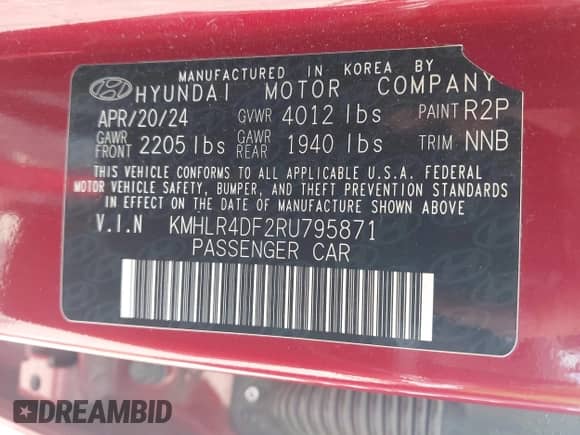 MANUFACTURED IN KOREA BY
HYUNDAI MOTOR COMPANY
APR/20/24 GVWR 4012 lbs PAINT R2P
GAWR FRONT 2205 lbs GAWR REAR 1940 lbs TRIM NNB
THIS VEHICLE CONFORMS TO ALL APPLICABLE U.S.A. FEDERAL
MOTOR VEHICLE SAFETY, BUMPER, AND THEFT PREVENTION STANDARDS
IN EFFECT ON THE DATE OF MANUFACTURE SHOWN ABOVE.
V.I.N KMHLR4DF2RU795871
PASSENGER CAR
DREAMBID